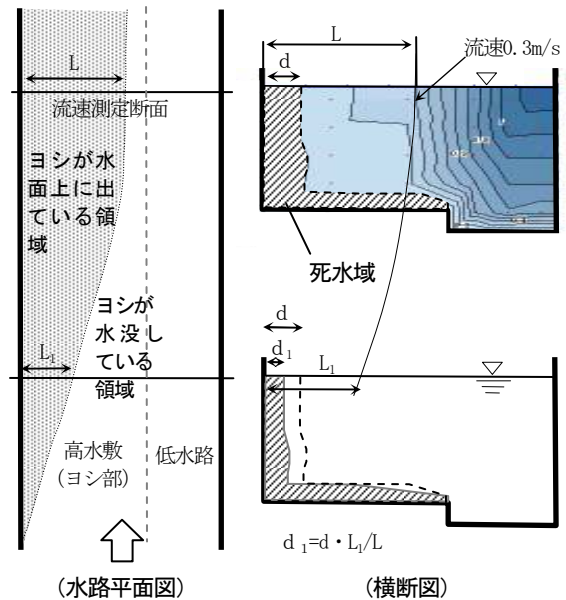 L
流速測定断面
ヨシが水
面上に出
ている領
域
ヨシが
水没し
ている
領域
L₁
高水敷
(ヨシ部)
低水路
(水路平面図)
L
流速0.3m/s
d
死水域
d
d₁
L₁
d₁=d・L₁/L
(横断図)